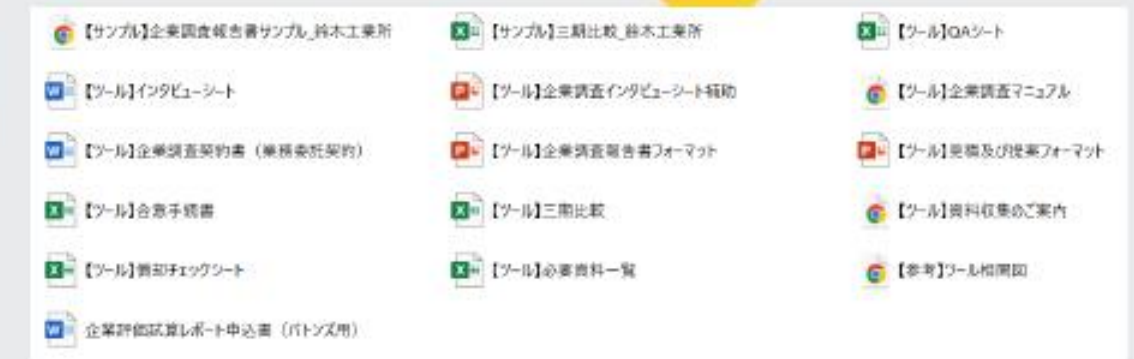 【サンプル】企業調査報告書サンプル_鈴木工業所
【サンプル】三期比較_鈴木工業所
【ツール】QAシート
【ツール】インタビューシート
【ツール】企業調査インタビューシート補助
【ツール】企業調査マニュアル
【ツール】企業調査契約書（業務委託契約）
【ツール】企業調査報告書フォーマット
【ツール】見積及び提案フォーマット
【ツール】合意手続書
【ツール】三期比較
【ツール】資料収集のご案内
【ツール】償却チェックシート
【ツール】必要資料一覧
【参考】ツール相関図
企業評価試算レポート申込書（バトンズ用）